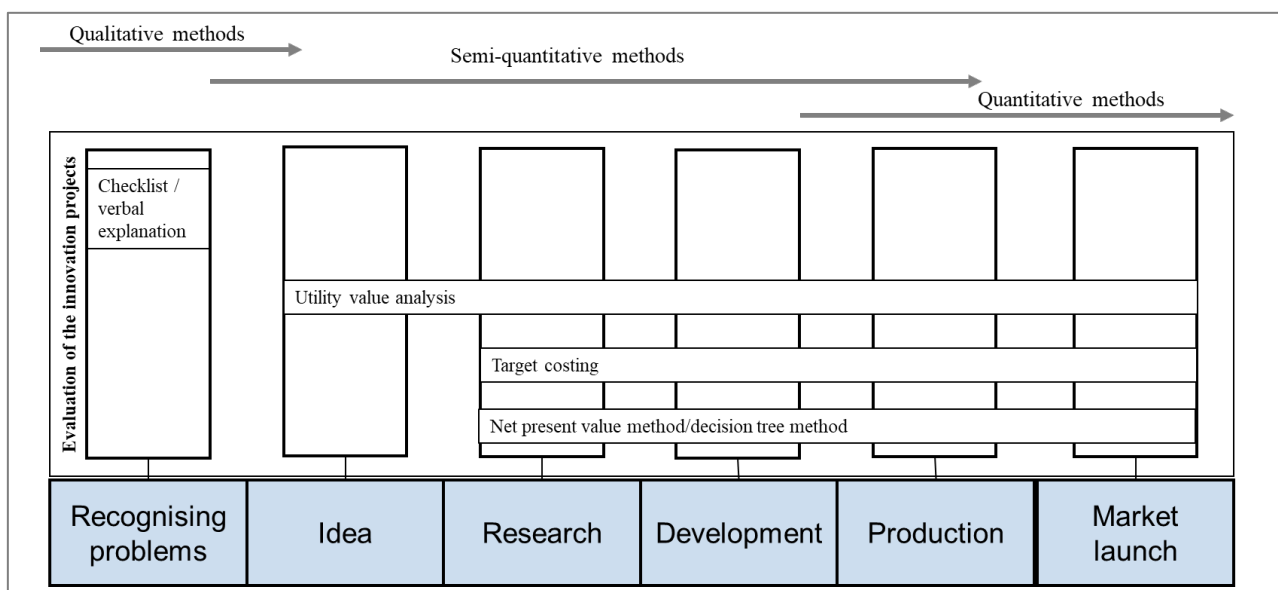 Qualitative methods
Semi-quantitative methods
Quantitative methods
Evaluation of the innovation projects
Checklist /
verbal
explanation
Utility value analysis
Target costing
Net present value method/decision tree method
Recognising
problems
Idea
Research
Development
Production
Market
launch